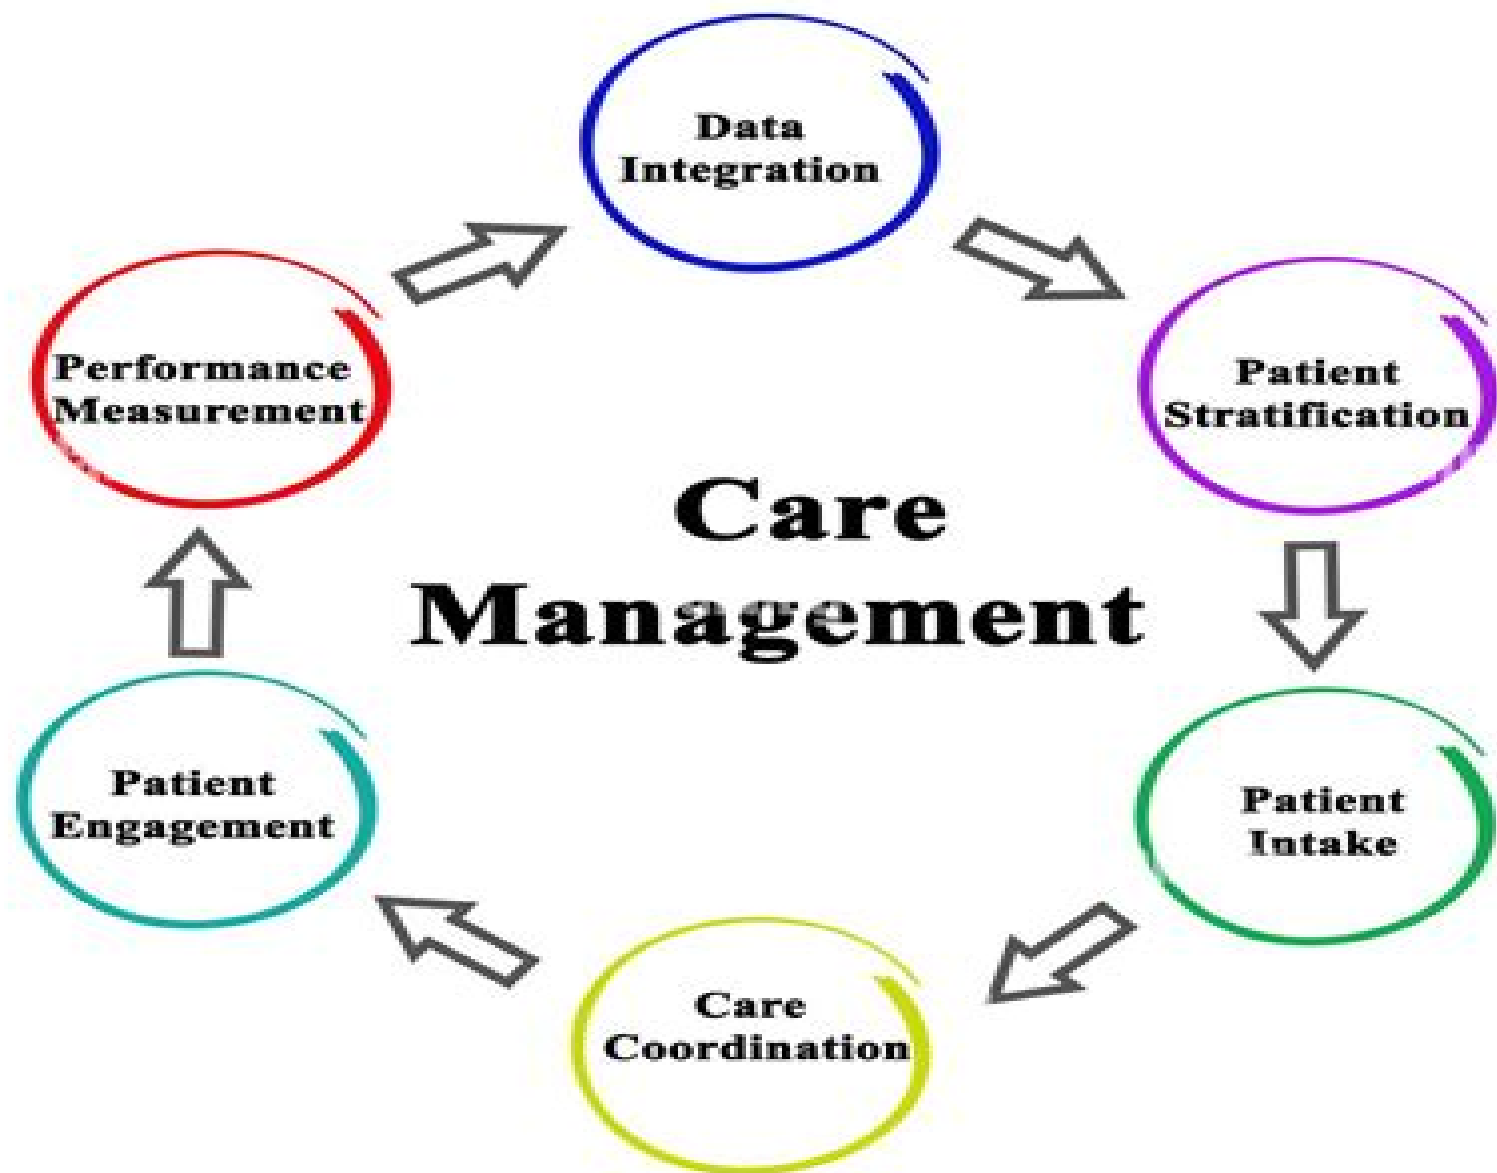 Data
Integration
Patient
Stratification
Patient
Intake
Care
Coordination
Patient
Engagement
Performance
Measurement
Care
Management